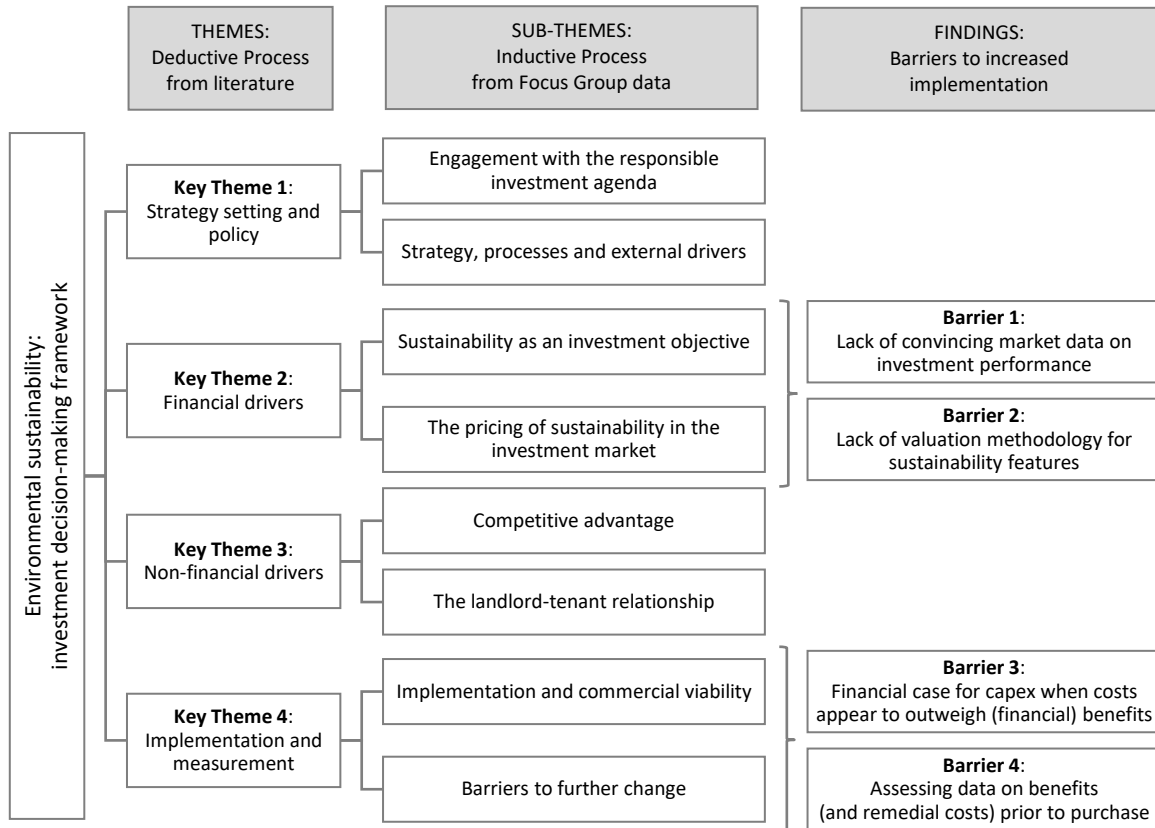 THEMES:
Deductive Process
from literature
SUB-THEMES:
Inductive Process
from Focus Group data
FINDINGS:
Barriers to increased
implementation
Environmental sustainability:
investment decision-making framework
Key Theme 1:
Strategy setting and
policy
Engagement with the responsible
investment agenda
Strategy, processes and external drivers
Key Theme 2:
Financial drivers
Sustainability as an investment objective
The pricing of sustainability in the
investment market
Barrier 1:
Lack of convincing market data on
investment performance
Barrier 2:
Lack of valuation methodology for
sustainability features
Key Theme 3:
Non-financial drivers
Competitive advantage
The landlord-tenant relationship
Key Theme 4:
Implementation and
measurement
Implementation and commercial viability
Barriers to further change
Barrier 3:
Financial case for capex when costs
appear to outweigh (financial) benefits
Barrier 4:
Assessing data on benefits
(and remedial costs) prior to purchase